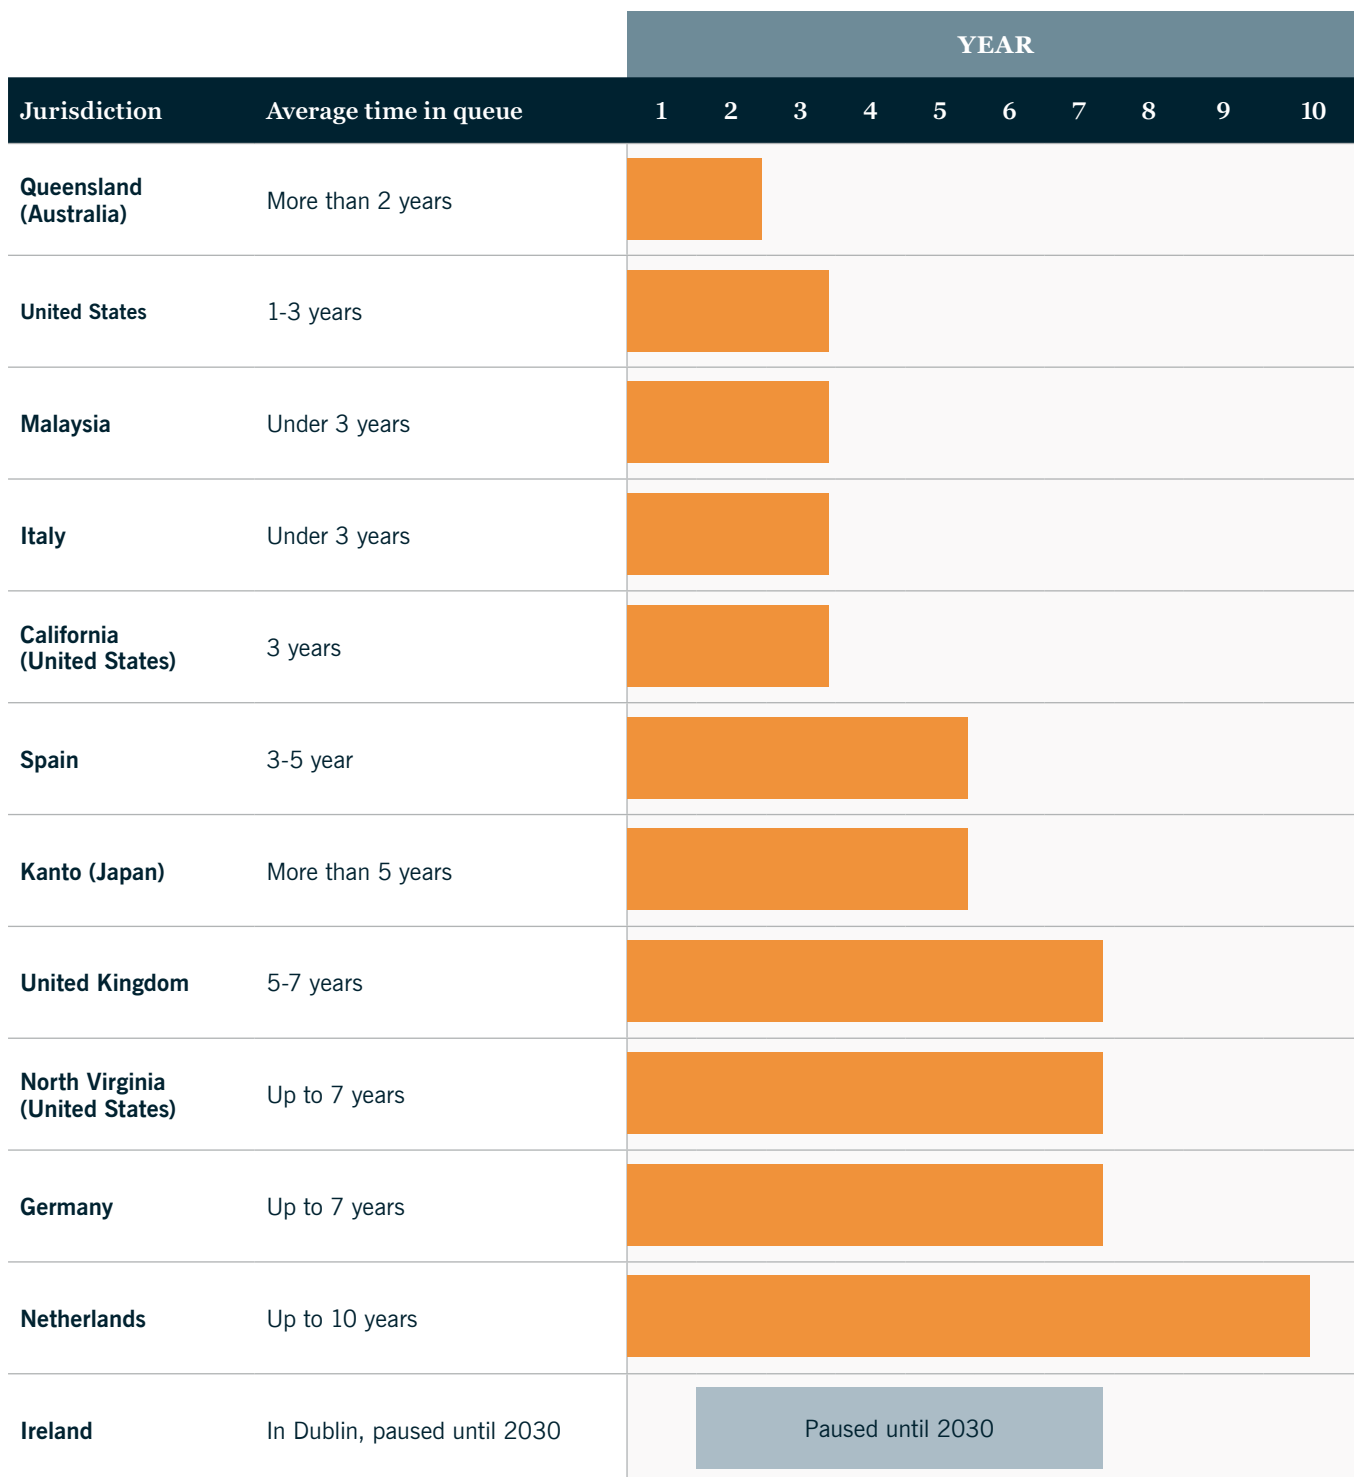 YEAR
Jurisdiction Average time in queue 1 2 3 4 5 6 7 8 9 10
Queensland
(Australia)
More than 2 years
United States 1-3 years
Malaysia Under 3 years
Italy Under 3 years
California
(United States)
3 years
Spain 3-5 year
Kanto (Japan) More than 5 years
United Kingdom 5-7 years
North Virginia
(United States)
Up to 7 years
Germany Up to 7 years
Netherlands Up to 10 years
Ireland In Dublin, paused until 2030 Paused until 2030